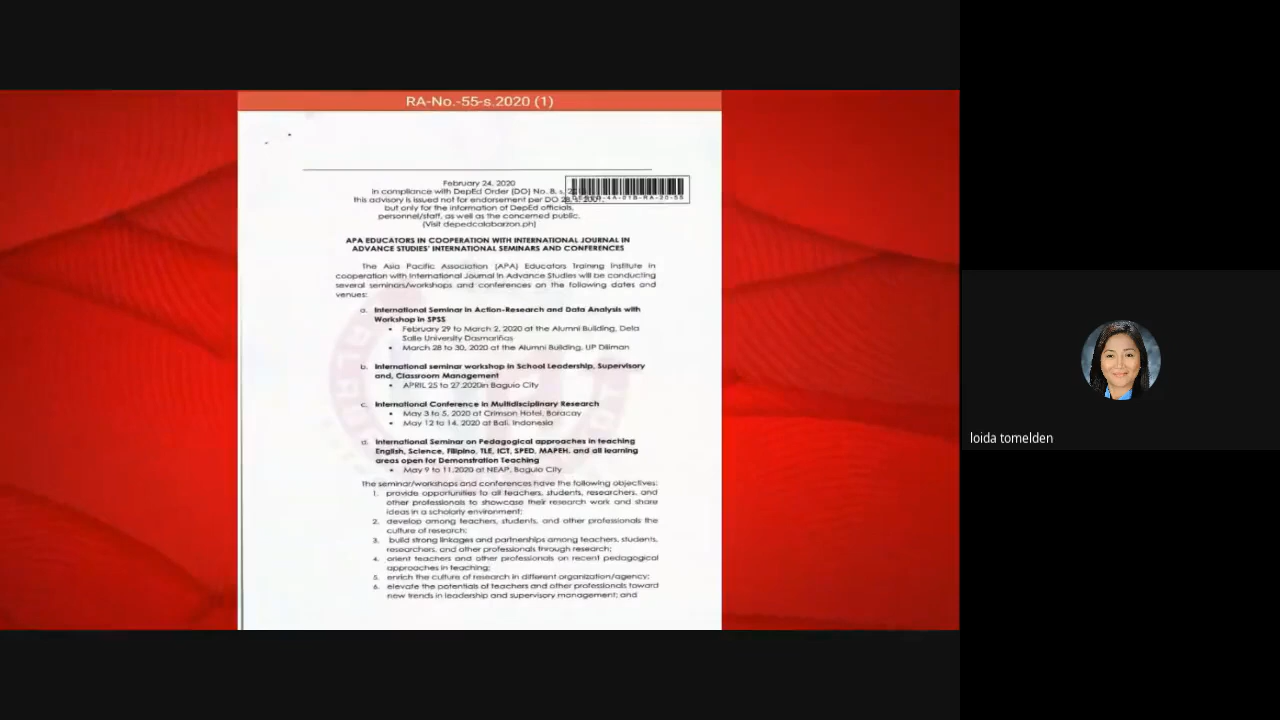 RA-No.-55-s.2020 (1)
February 24, 2020
in compliance with DepEd Order (DO) No. 8, s.
this advisory is issued not for endorsement per DO 28, s. 2001,
but only for the information of DepEd officials,
personnel/staff, as well as the concerned public.
(Visit depedcalabarzon.ph)
APA EDUCATORS IN COOPERATION WITH INTERNATIONAL JOURNAL IN
ADVANCE STUDIES' INTERNATIONAL SEMINARS AND CONFERENCES
The Asia Pacific Association (APA) Educators Training Institute in
cooperation with International Journal in Advance Studies will be conducting
several seminars/workshops and conferences on the following dates and
venues:
a. International Seminar in Action-Research and Data Analysis with
Workshop in SPSS
• February 29 to March 2, 2020 at the Alumni Building, Dela
Salle University Dasmariñas
• March 28 to 30, 2020 at the Alumni Building, UP Diliman
b. International seminar workshop in School Leadership, Supervisory
and, Classroom Management
• APRIL 25 to 27,2020in Baguio City
c. International Conference in Multidisciplinary Research
• May 3 to 5, 2020 at Crimson Hotel, Boracay
• May 12 to 14, 2020 at Bali, Indonesia
d. International Seminar on Pedagogical approaches in teaching
English, Science, Filipino, TLE, ICT, SPED, MAPEH, and all learning
areas open for Demonstration Teaching
• May 9 to 11,2020 at NEAP, Baguio City
The seminar/workshops and conferences have the following objectives:
1. provide opportunities to all teachers, students, researchers, and
other professionals to showcase their research work and share
ideas in a scholarly environment;
2. develop among teachers, students, and other professionals the
culture of research;
3. build strong linkages and partnerships among teachers, students,
researchers, and other professionals through research;
4. orient teachers and other professionals on recent pedagogical
approaches in teaching;
5. enrich the culture of research in different organization/agency;
6. elevate the potentials of teachers and other professionals toward
new trends in leadership and supervisory management; and
loida tomelden